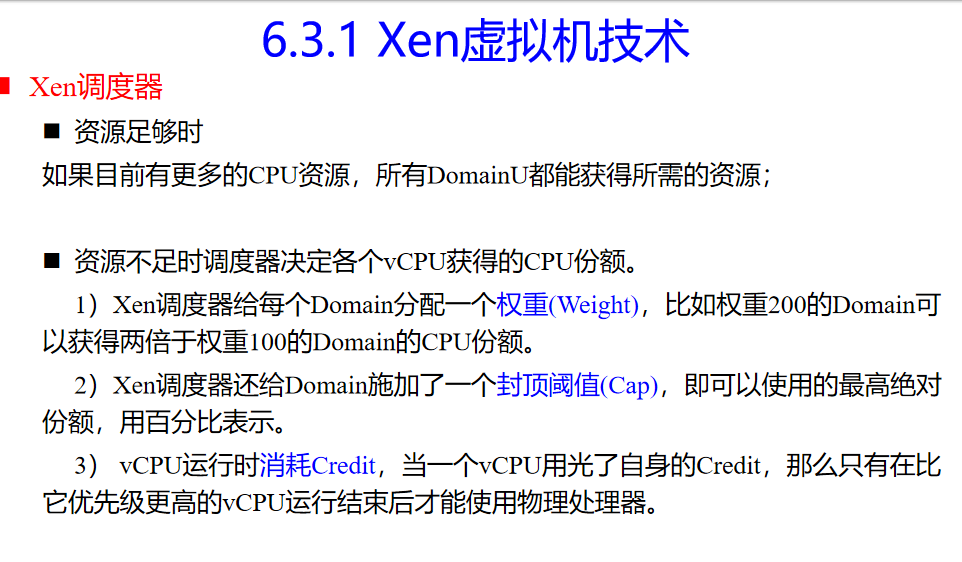 6.3.1 Xen虚拟机技术
Xen调度器
资源足够时
如果目前有更多的CPU资源，所有DomainU都能获得所需的资源；
资源不足时调度器决定各个vCPU获得的CPU份额。
1）Xen调度器给每个Domain分配一个权重(Weight)，比如权重200的Domain可
以获得两倍于权重100的Domain的CPU份额。
2）Xen调度器还给Domain施加了一个封顶阈值(Cap)，即可以使用的最高绝对
份额，用百分比表示。
3） vCPU运行时消耗Credit，当一个vCPU用光了自身的Credit，那么只有在比
它优先级更高的vCPU运行结束后才能使用物理处理器。